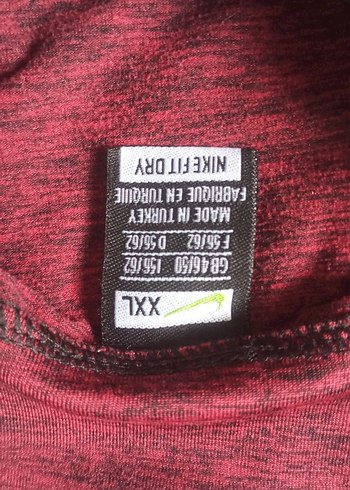 XXL
GB 46/50 I 56/62
F 56/62 D 56/62
MADE IN TURKEY
FABRIQUE EN TURQUIE
NIKE FIT DRY